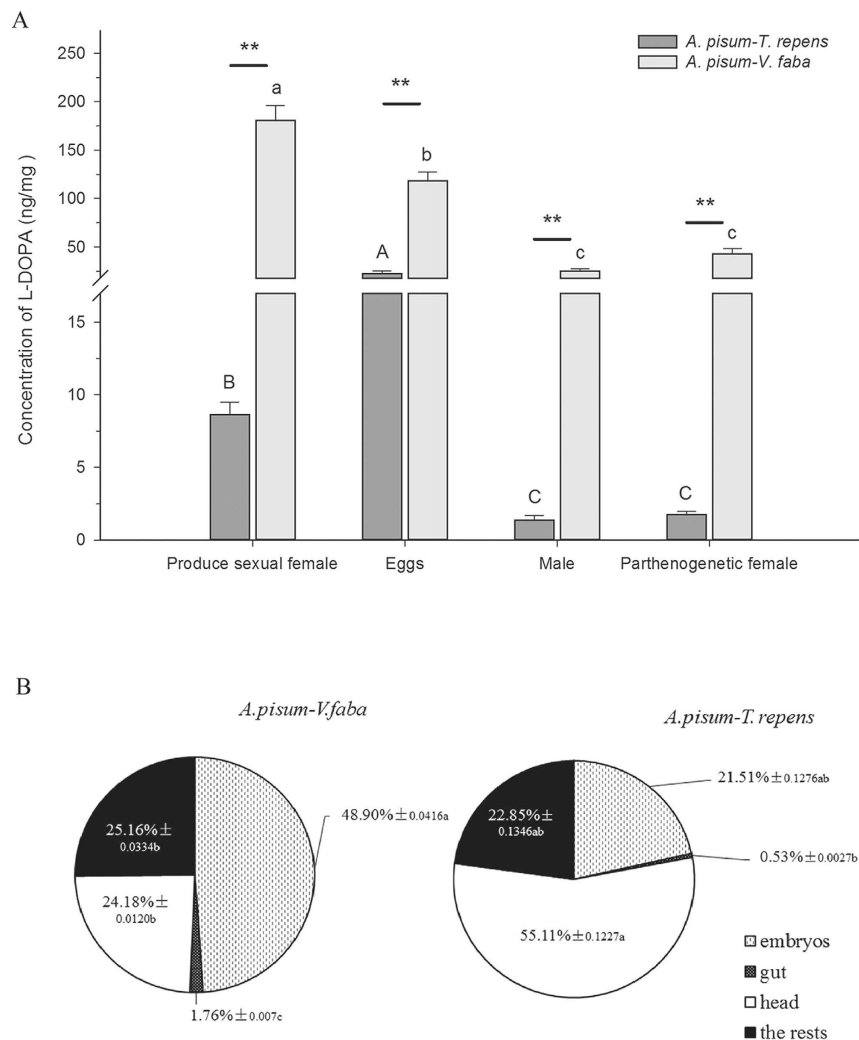 A
A. pisum-T. repens
A. pisum-V. faba
Concentration of L-DOPA (ng/mg )
250
200
150
100
50
15
10
5
0
**
**
**
**
a
b
c
c
B
A
C
C
Produce sexual female
Eggs
Male
Parthenogenetic female
B
A.pisum-V.faba
A.pisum-T. repens
25.16%±
0.0334b
48.90%±0.0416a
24.18%±
0.0120b
1.76%±0.007c
22.85%±
0.1346ab
21.51%±0.1276ab
0.53%±0.0027b
55.11%±0.1227a
embryos
gut
head
the rests